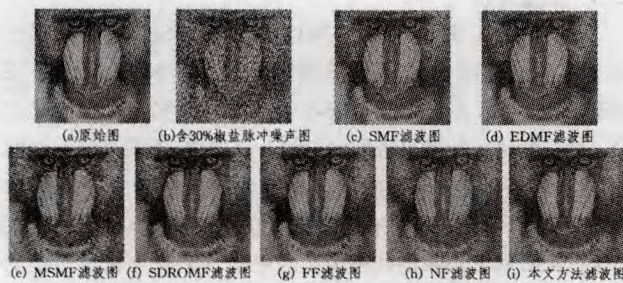 (a)原始图 (b)含30%椒盐脉冲噪声图 (c) SMF滤波图 (d) EDMF滤波图
(e) MSMF滤波图 (f) SDROMF滤波图 (g) FF滤波图 (h) NF滤波图 (i) 本文方法滤波图